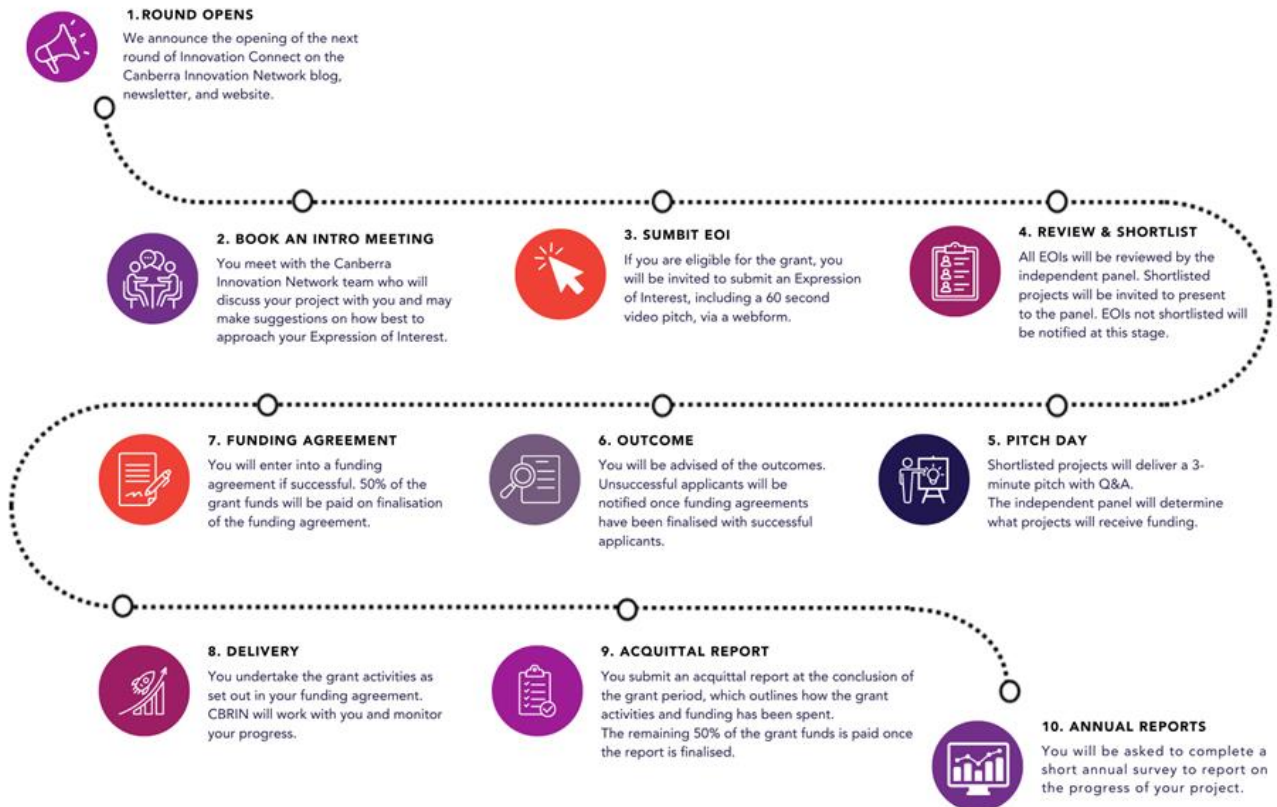 1. ROUND OPENS
We announce the opening of the next
round of Innovation Connect on the
Canberra Innovation Network blog,
newsletter, and website.
2. BOOK AN INTRO MEETING
You meet with the Canberra
Innovation Network team who will
discuss your project with you and may
make suggestions on how best to
approach your Expression of Interest.
3. SUMBIT EOI
If you are eligible for the grant, you
will be invited to submit an Expression
of Interest, including a 60 second
video pitch, via a webform.
4. REVIEW & SHORTLIST
All EOIs will be reviewed by the
independent panel. Shortlisted
projects will be invited to present
to the panel. EOIs not shortlisted will
be notified at this stage.
5. PITCH DAY
Shortlisted projects will deliver a 3-
minute pitch with Q&A.
The independent panel will determine
what projects will receive funding.
6. OUTCOME
You will be advised of the outcomes.
Unsuccessful applicants will be
notified once funding agreements
have been finalised with successful
applicants.
7. FUNDING AGREEMENT
You will enter into a funding
agreement if successful. 50% of the
grant funds will be paid on finalisation
of the funding agreement.
8. DELIVERY
You undertake the grant activities as
set out in your funding agreement.
CBRIN will work with you and monitor
your progress.
9. ACQUITTAL REPORT
You submit an acquittal report at the conclusion of
the grant period, which outlines how the grant
activities and funding has been spent.
The remaining 50% of the grant funds is paid once
the report is finalised.
10. ANNUAL REPORTS
You will be asked to complete a
short annual survey to report on
the progress of your project.